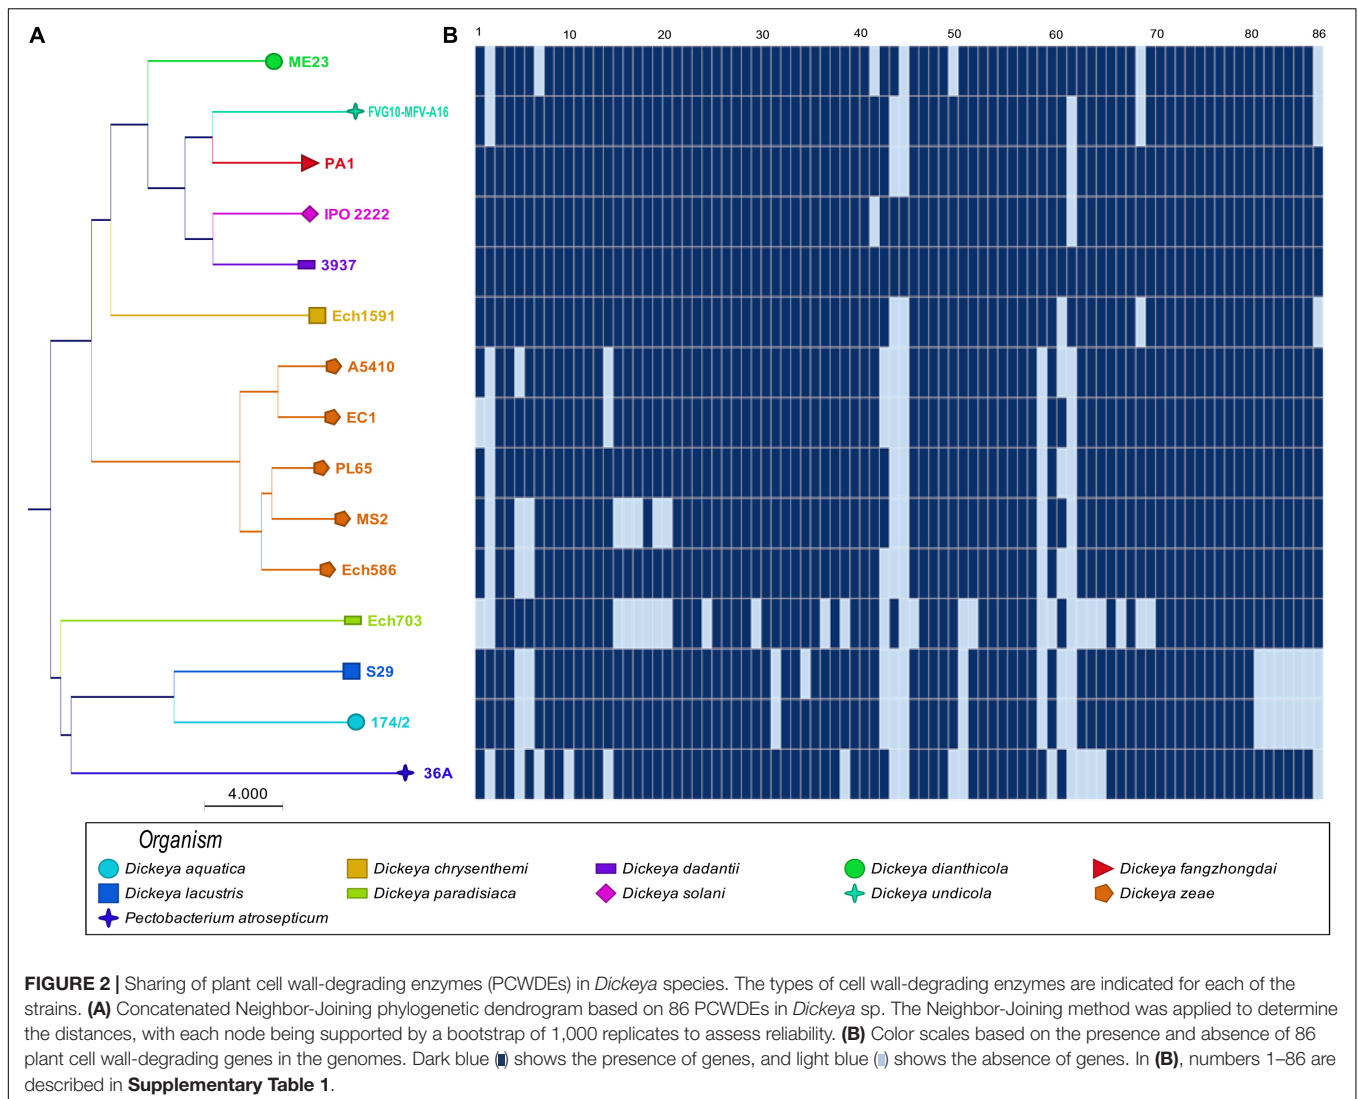 A
B
1 10 20 30 40 50 60 70 80 86
ME23
FVG10-MFV-A16
PA1
IPO 2222
3937
Ech1591
A5410
EC1
PL65
MS2
Ech586
Ech703
S29
174/2
36A
4.000
Organism
Dickeya aquatica Dickeya chrysenthemi Dickeya dadantii Dickeya dianthicola Dickeya fangzhongdai
Dickeya lacustris Dickeya paradisiaca Dickeya solani Dickeya undicola Dickeya zeae
Pectobacterium atrosepticum
FIGURE 2 | Sharing of plant cell wall-degrading enzymes (PCWDEs) in Dickeya species. The types of cell wall-degrading enzymes are indicated for each of the
strains. (A) Concatenated Neighbor-Joining phylogenetic dendrogram based on 86 PCWDEs in Dickeya sp. The Neighbor-Joining method was applied to determine
the distances, with each node being supported by a bootstrap of 1,000 replicates to assess reliability. (B) Color scales based on the presence and absence of 86
plant cell wall-degrading genes in the genomes. Dark blue () shows the presence of genes, and light blue () shows the absence of genes. In (B), numbers 1–86 are
described in Supplementary Table 1.